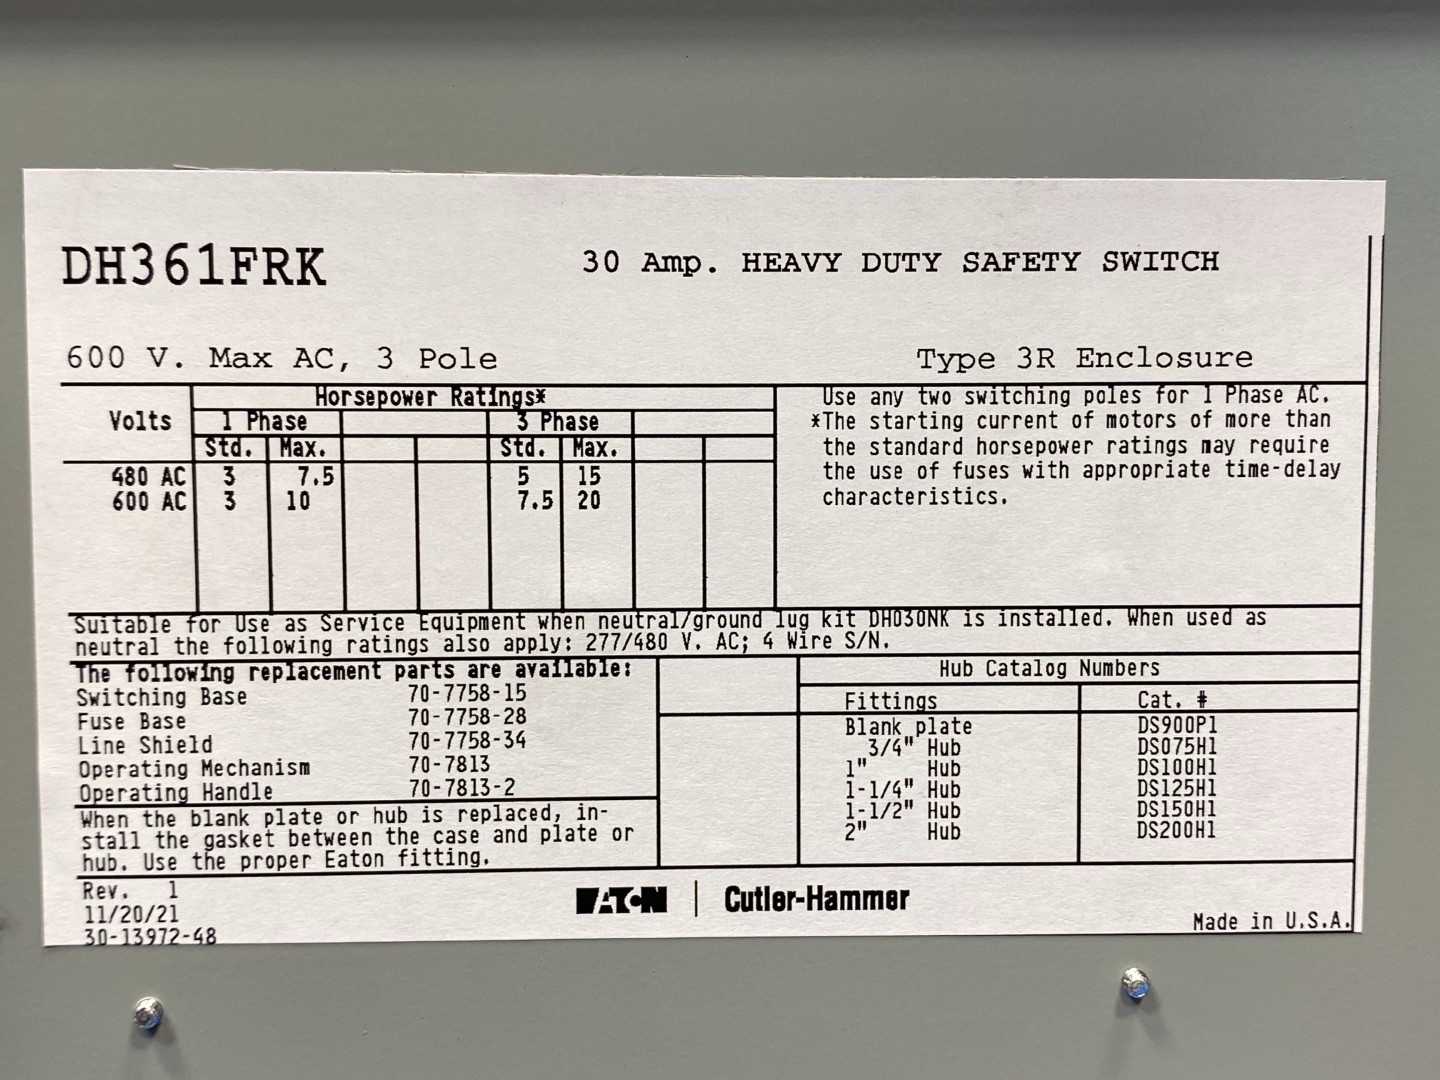 DH361FRK
30 Amp. HEAVY DUTY SAFETY SWITCH
600 V. Max AC, 3 Pole
Type 3R Enclosure
Volts
Horsepower Ratings*
1 Phase
3 Phase
Std. Max. Std. Max.
480 AC 3 7.5 5 15
600 AC 3 10 7.5 20
Use any two switching poles for 1 Phase AC.
*The starting current of motors of more than
the standard horsepower ratings may require
the use of fuses with appropriate time-delay
characteristics.
Suitable for Use as Service Equipment when neutral/ground lug kit DH030NK is installed. When used as
neutral the following ratings also apply: 277/480 V. AC; 4 Wire S/N.
The following replacement parts are available:
Switching Base 70-7758-15
Fuse Base 70-7758-28
Line Shield 70-7758-34
Operating Mechanism 70-7813
Operating Handle 70-7813-2
When the blank plate or hub is replaced, in-
stall the gasket between the case and plate or
hub. Use the proper Eaton fitting.
Hub Catalog Numbers
Fittings Cat. #
Blank plate DS900P1
3/4" Hub DS075H1
1" Hub DS100H1
1-1/4" Hub DS125H1
1-1/2" Hub DS150H1
2" Hub DS200H1
Rev. 1
11/20/21
30-13972-48
EATON | Cutler-Hammer
Made in U.S.A.